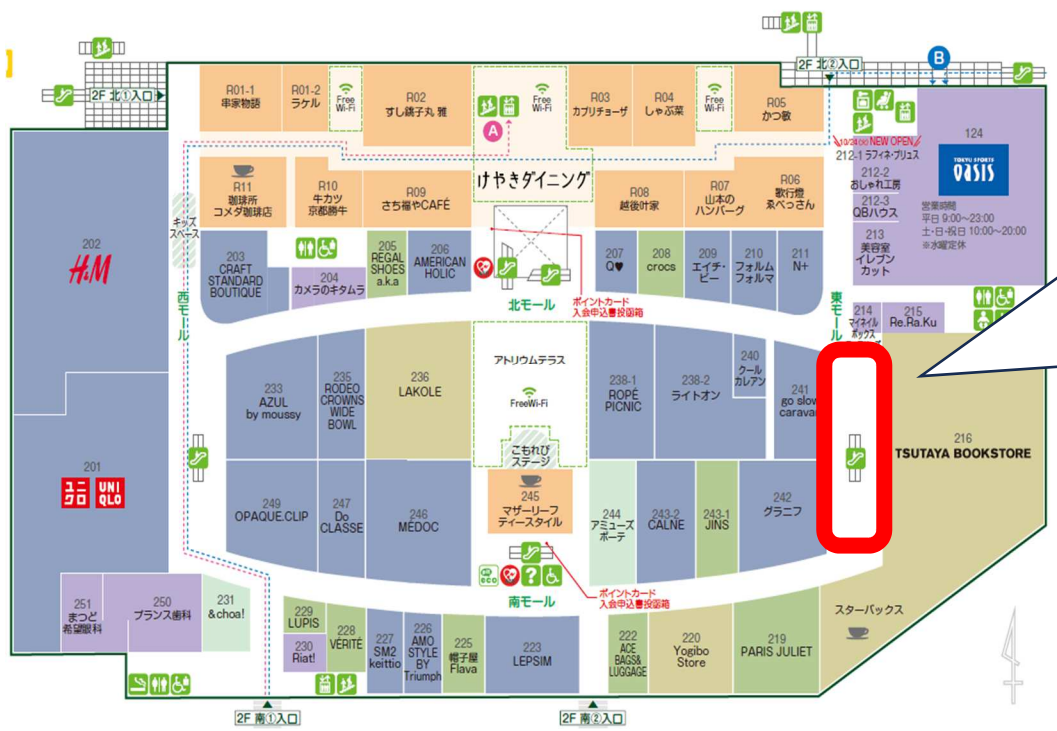 2F 北①入口
2F 北②入口
B
R01-1
串家物語
R01-2
ラケル
Free
Wi-Fi
R02
すし銚子丸 雅
A
Free
Wi-Fi
R03
カプリチョーザ
R04
しゃぶ菜
Free
Wi-Fi
R05
かつ敏
10/24(水) NEW OPEN
212-1 ラフィネ・プリュス
212-2
おしゃれ工房
212-3
QBハウス
213
美容室
イレブン
カット
124
TOKYU SPORTS
OASIS
営業時間
平日 9:00~23:00
土・日・祝日 10:00~20:00
※水曜定休
R11
珈琲所
コメダ珈琲店
R10
牛カツ
京都勝牛
R09
さち福やCAFÉ
けやきダイニング
R08
越後叶家
R07
山本の
ハンバーグ
R06
歌行燈
ゑべっさん
キッズ
スペース
202
H&M
203
CRAFT
STANDARD
BOUTIQUE
204
カメラのキタムラ
205
REGAL
SHOES
a.k.a
206
AMERICAN
HOLIC
207
Q♥
208
crocs
209
エイチ・
ビー
210
フォルム
フォルマ
211
N+
西モール
北モール
ポイントカード
入会申込書投函箱
東モール
214
マイネイル
ボックス
215
Re.Ra.Ku
233
AZUL
by moussy
235
RODEO
CROWNS
WIDE
BOWL
236
LAKOLE
アトリウムテラス
FreeWi-Fi
こもれび
ステージ
238-1
ROPÉ
PICNIC
238-2
ライトオン
240
クール
カレアン
241
go slow
caravan
216
TSUTAYA BOOKSTORE
201
ユニクロ
UNIQLO
249
OPAQUE.CLIP
247
Do
CLASSE
246
MÉDOC
245
マザーリーフ
ティースタイル
244
アミューズ
ボーテ
243-2
CALNE
243-1
JINS
242
グラニフ
eco
?
南モール
ポイントカード
入会申込書投函箱
251
まつど
希望眼科
250
ブランス歯科
231
&choa!
229
LUPIS
230
Riat!
228
VÉRITÉ
227
SM2
keittio
226
AMO
STYLE
BY
Triumph
225
帽子屋
Flava
223
LEPSIM
222
ACE
BAGS&
LUGGAGE
220
Yogibo
Store
219
PARIS JULIET
スターバックス
2F 南①入口
2F 南②入口